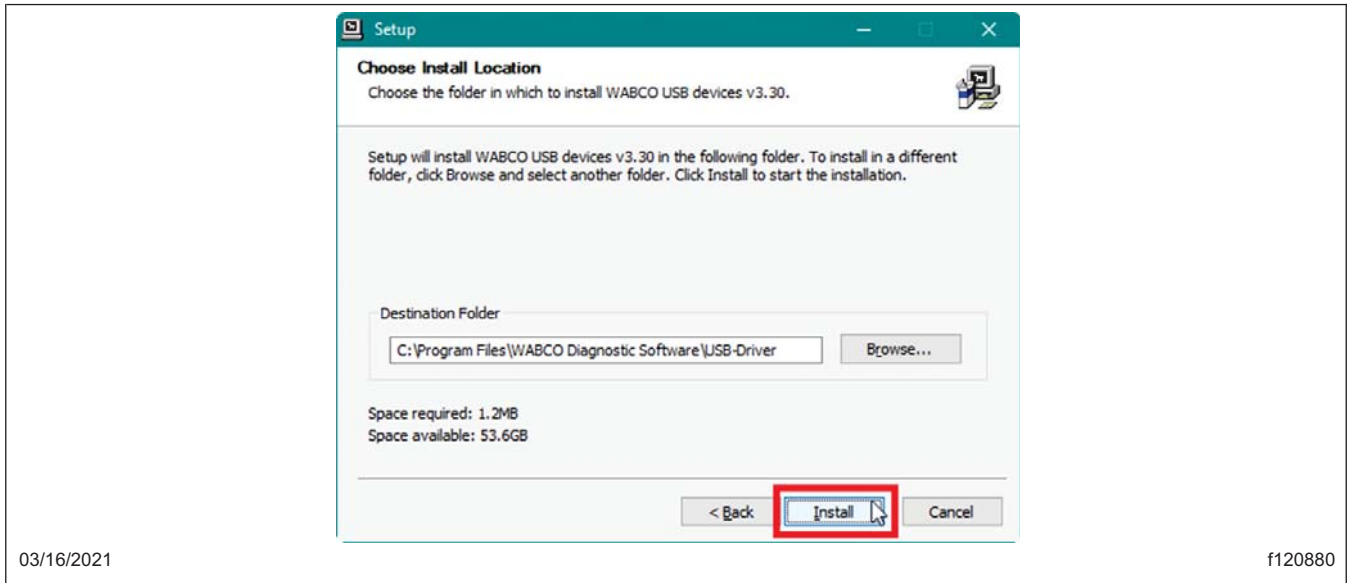 Setup
Choose Install Location
Choose the folder in which to install WABCO USB devices v3.30.
Setup will install WABCO USB devices v3.30 in the following folder. To install in a different
folder, click Browse and select another folder. Click Install to start the installation.
Destination Folder
C:\Program Files\WABCO Diagnostic Software\USB-Driver
Browse...
Space required: 1.2MB
Space available: 53.6GB
< Back
Install
Cancel
03/16/2021
f120880